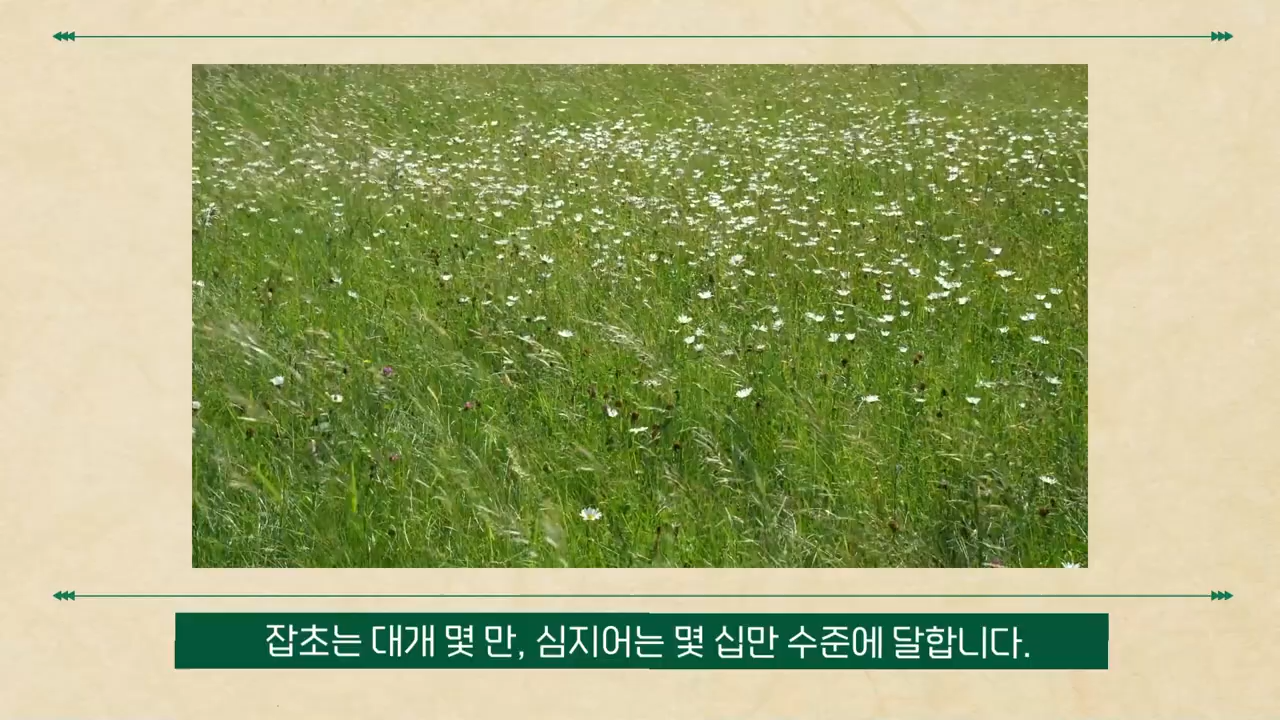 잡초는 대개 몇 만, 심지어는 몇 십만 수준에 달합니다.